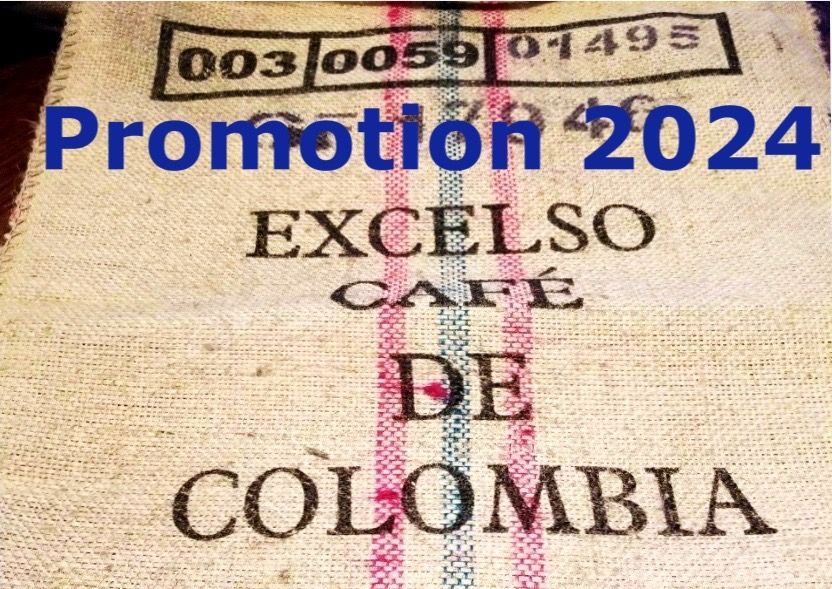 003 0059 01495
Promotion 2024
EXCELSO
CAFÉ
DE
COLOMBIA